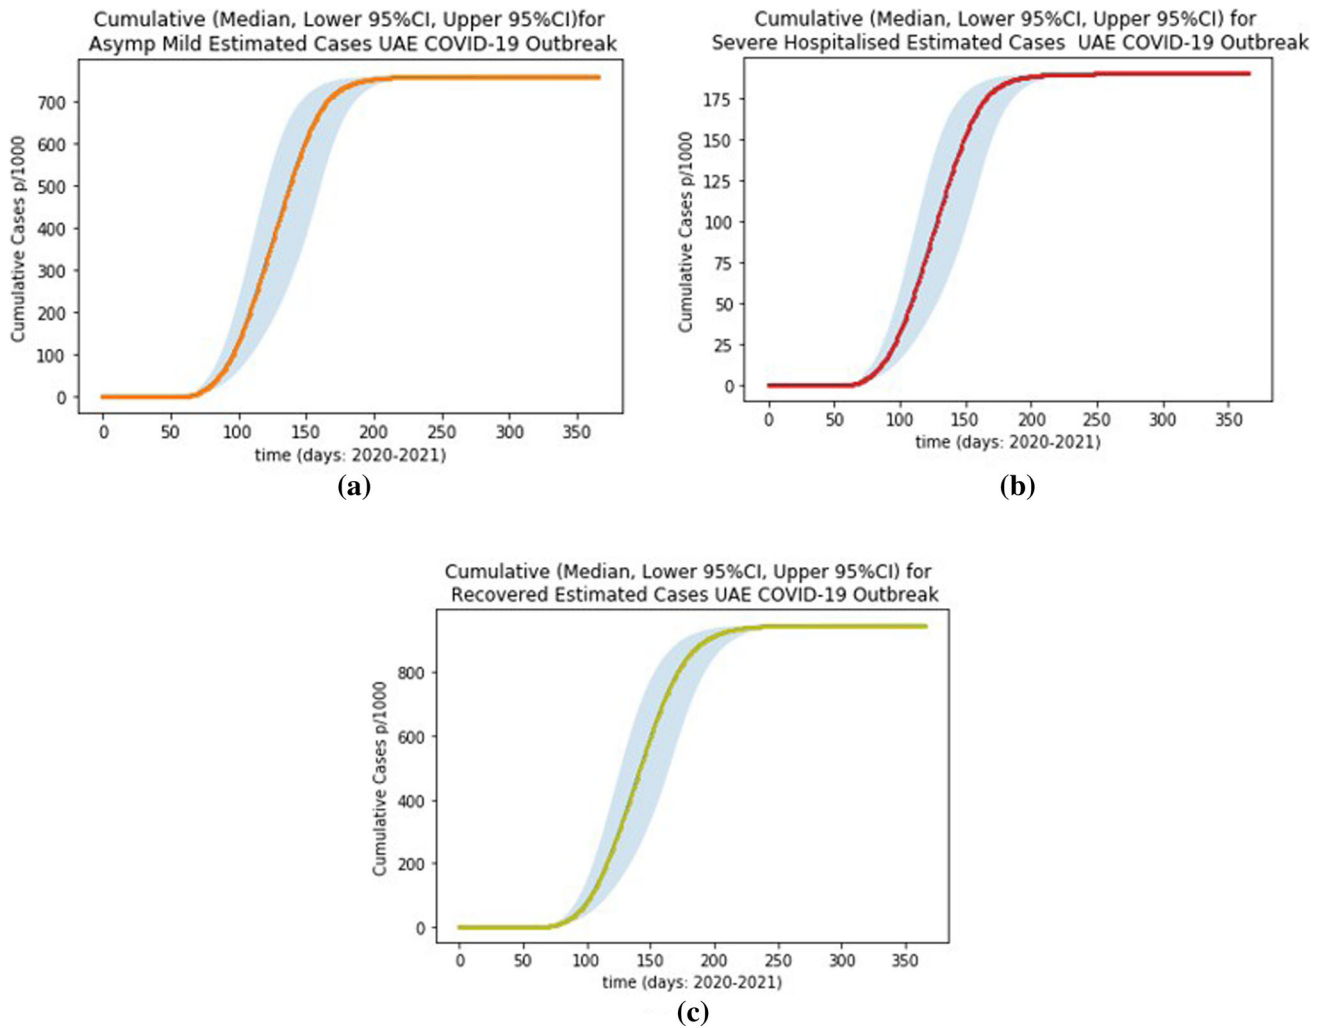 Cumulative (Median, Lower 95%CI, Upper 95%CI)for
Asymp Mild Estimated Cases UAE COVID-19 Outbreak
Cumulative Cases p/1000
700
600
500
400
300
200
100
0
0 50 100 150 200 250 300 350
time (days: 2020-2021)
(a)
Cumulative (Median, Lower 95%CI, Upper 95%CI) for
Severe Hospitalised Estimated Cases UAE COVID-19 Outbreak
Cumulative Cases p/1000
175
150
125
100
75
50
25
0
0 50 100 150 200 250 300 350
time (days: 2020-2021)
(b)
Cumulative (Median, Lower 95%CI, Upper 95%CI) for
Recovered Estimated Cases UAE COVID-19 Outbreak
Cumulative Cases p/1000
800
600
400
200
0
0 50 100 150 200 250 300 350
time (days: 2020-2021)
(c)